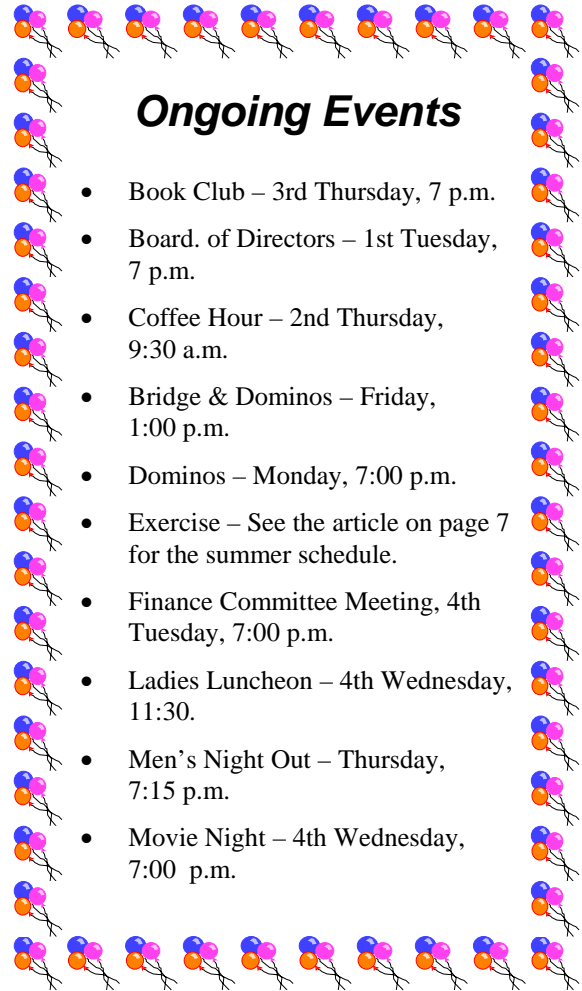 Ongoing Events
• Book Club – 3rd Thursday, 7 p.m.
• Board. of Directors – 1st Tuesday,
7 p.m.
• Coffee Hour – 2nd Thursday,
9:30 a.m.
• Bridge & Dominos – Friday,
1:00 p.m.
• Dominos – Monday, 7:00 p.m.
• Exercise – See the article on page 7
for the summer schedule.
• Finance Committee Meeting, 4th
Tuesday, 7:00 p.m.
• Ladies Luncheon – 4th Wednesday,
11:30.
• Men’s Night Out – Thursday,
7:15 p.m.
• Movie Night – 4th Wednesday,
7:00  p.m.